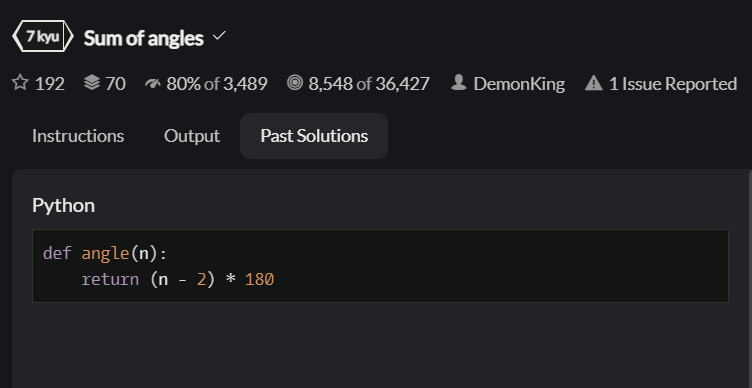 7 kyu Sum of angles
192 70 80% of 3,489 8,548 of 36,427 DemonKing 1 Issue Reported
Instructions Output Past Solutions
Python
def angle(n):
    return (n - 2) * 180